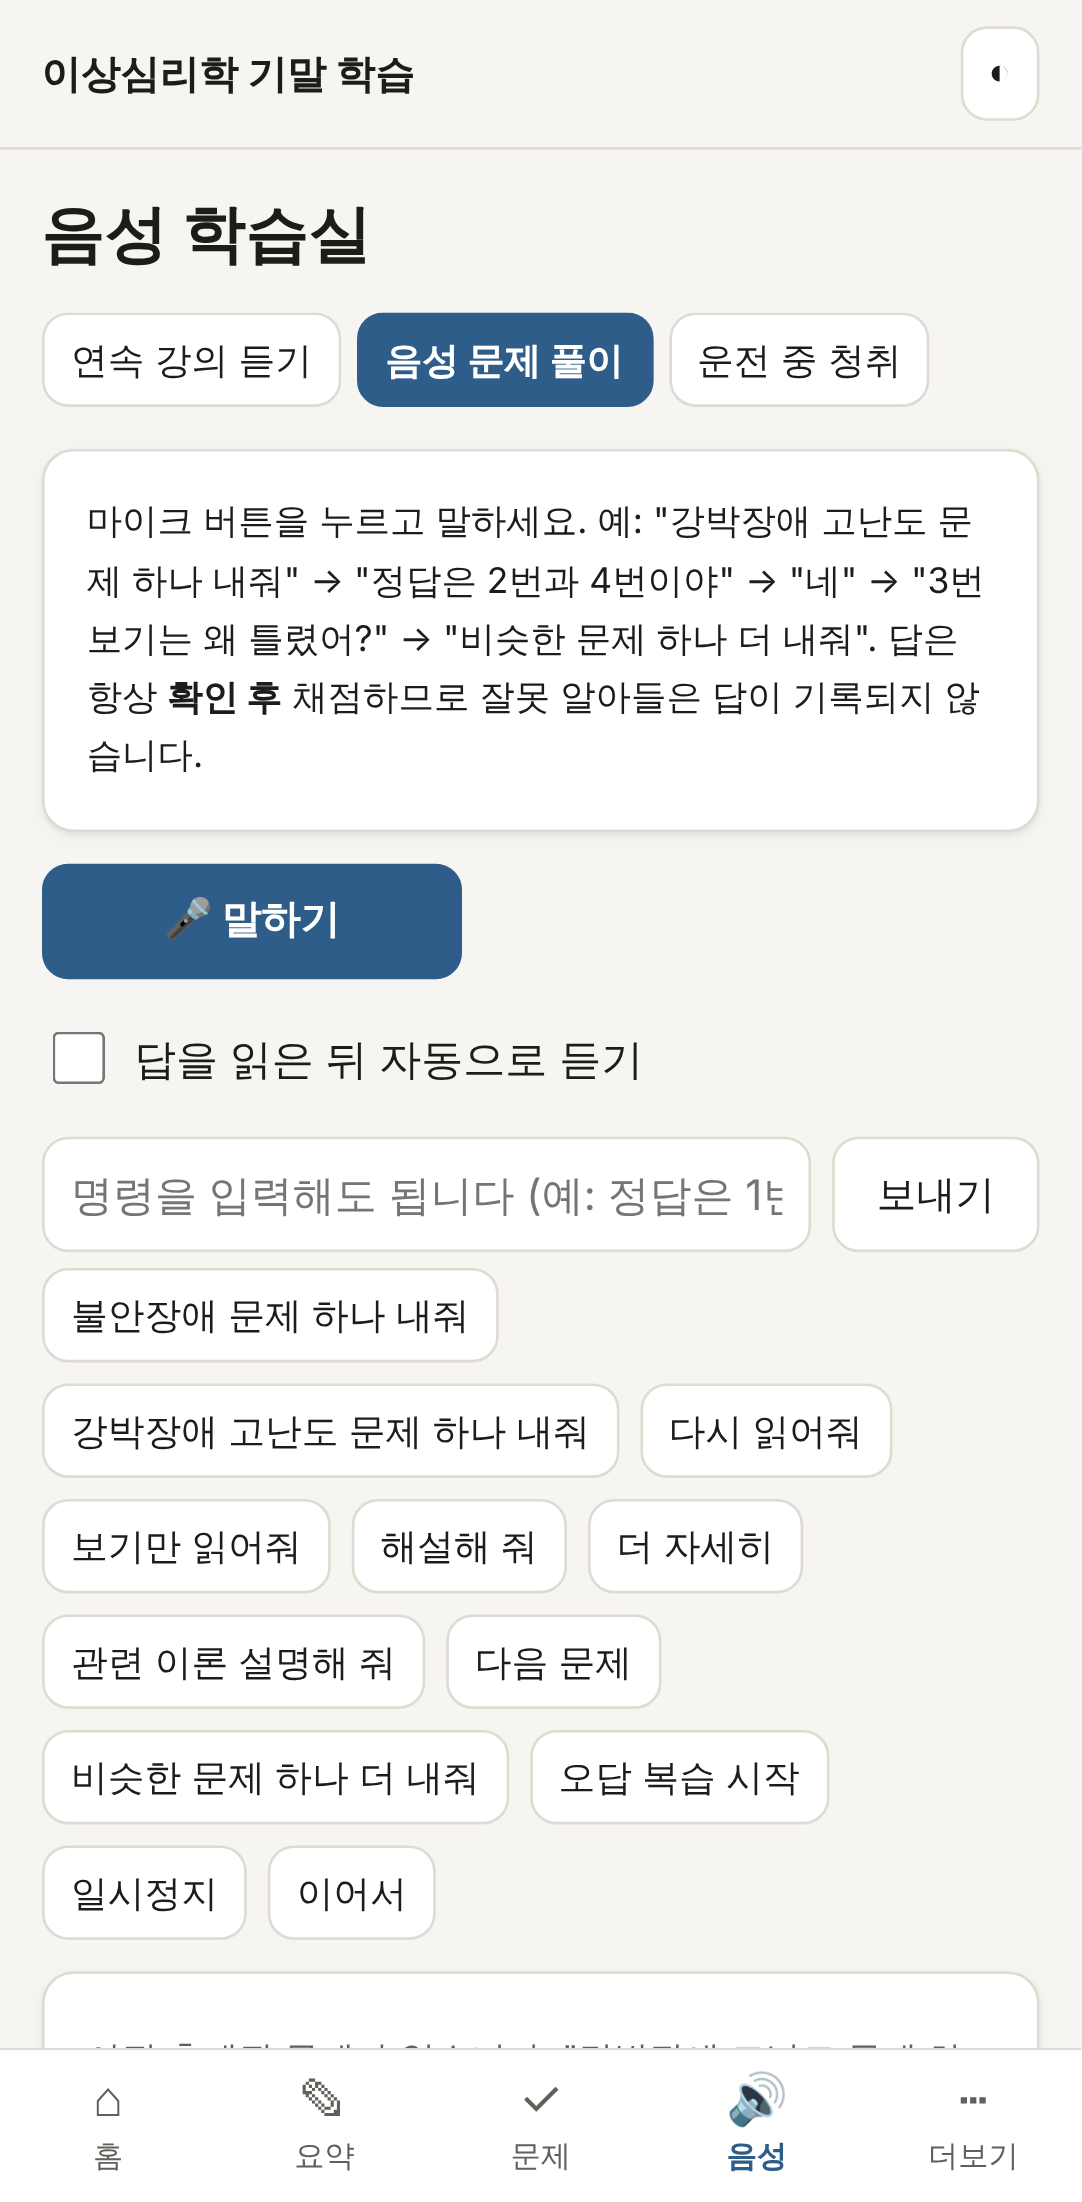 이상심리학 기말 학습
음성 학습실
연속 강의 듣기 음성 문제 풀이 운전 중 청취
마이크 버튼을 누르고 말하세요. 예: "강박장애 고난도 문
제 하나 내줘" → "정답은 2번과 4번이야" → "네" → "3번
보기는 왜 틀렸어?" → "비슷한 문제 하나 더 내줘". 답은
항상 확인 후 채점하므로 잘못 알아들은 답이 기록되지 않
습니다.
🎤 말하기
답을 읽은 뒤 자동으로 듣기
명령을 입력해도 됩니다 (예: 정답은 보내기
불안장애 문제 하나 내줘
강박장애 고난도 문제 하나 내줘 다시 읽어줘
보기만 읽어줘 해설해 줘 더 자세히
관련 이론 설명해 줘 다음 문제
비슷한 문제 하나 더 내줘 오답 복습 시작
일시정지 이어서
홈 요약 문제 음성 더보기